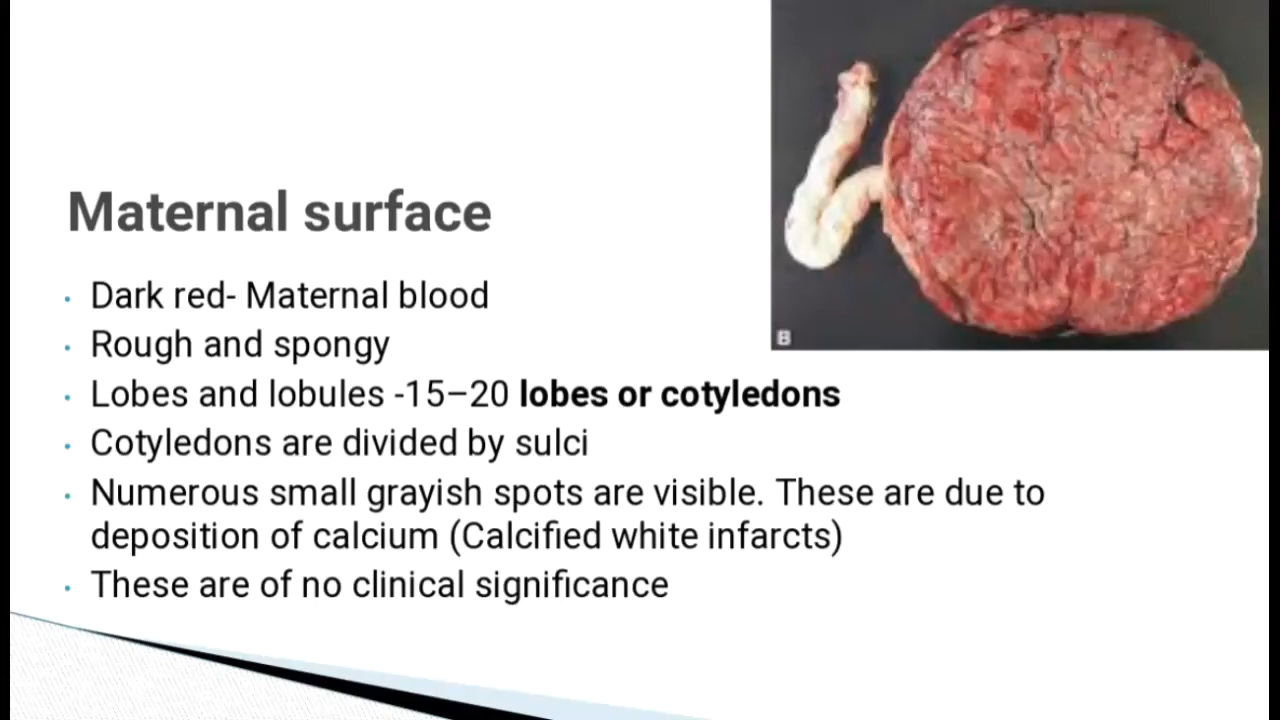 Maternal surface
Dark red- Maternal blood
Rough and spongy
Lobes and lobules -15–20 lobes or cotyledons
Cotyledons are divided by sulci
Numerous small grayish spots are visible. These are due to
deposition of calcium (Calcified white infarcts)
These are of no clinical significance
B